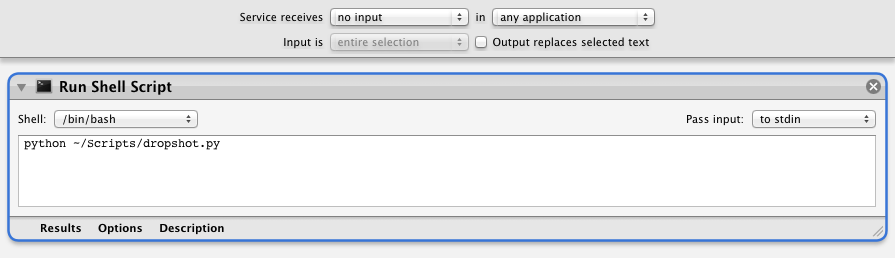 Service receives no input in any application
Input is entire selection Output replaces selected text
Run Shell Script
Shell: /bin/bash Pass input: to stdin
python ~/Scripts/dropshot.py
Results Options Description